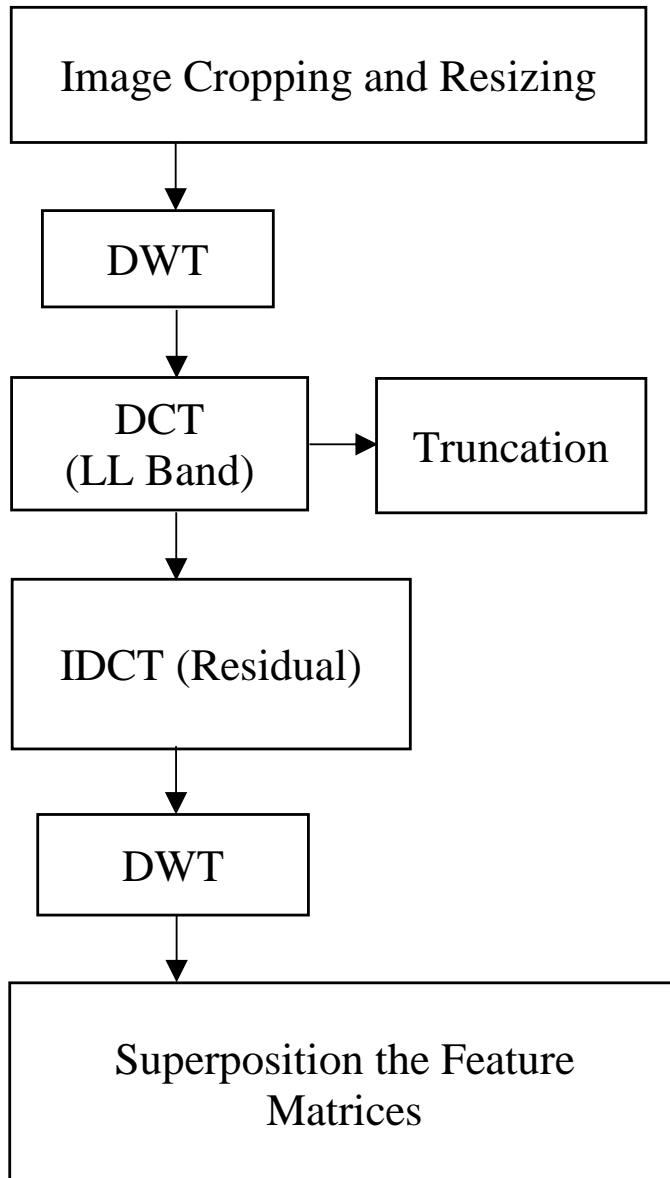 Image Cropping and Resizing
DWT
DCT
(LL Band)
Truncation
IDCT (Residual)
DWT
Superposition the Feature
Matrices